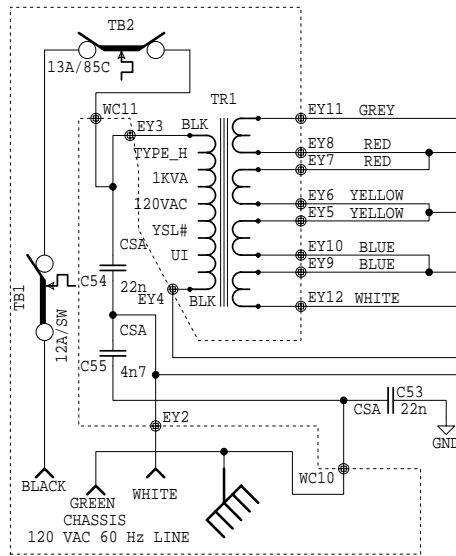 TB2
13A/85C
WC11
EY3
BLK
TR1
EY11 GREY
TYPE_H
EY8 RED
1KVA
EY7 RED
120VAC
EY6 YELLOW
YSL#
EY5 YELLOW
CSA
UI
EY10 BLUE
C54
22n
EY9 BLUE
EY4
BLK
EY12 WHITE
TB1
12A/SW
CSA
C55
4n7
C53
CSA
22n
EY2
GND
WC10
BLACK
GREEN
CHASSIS
WHITE
120 VAC 60 Hz LINE